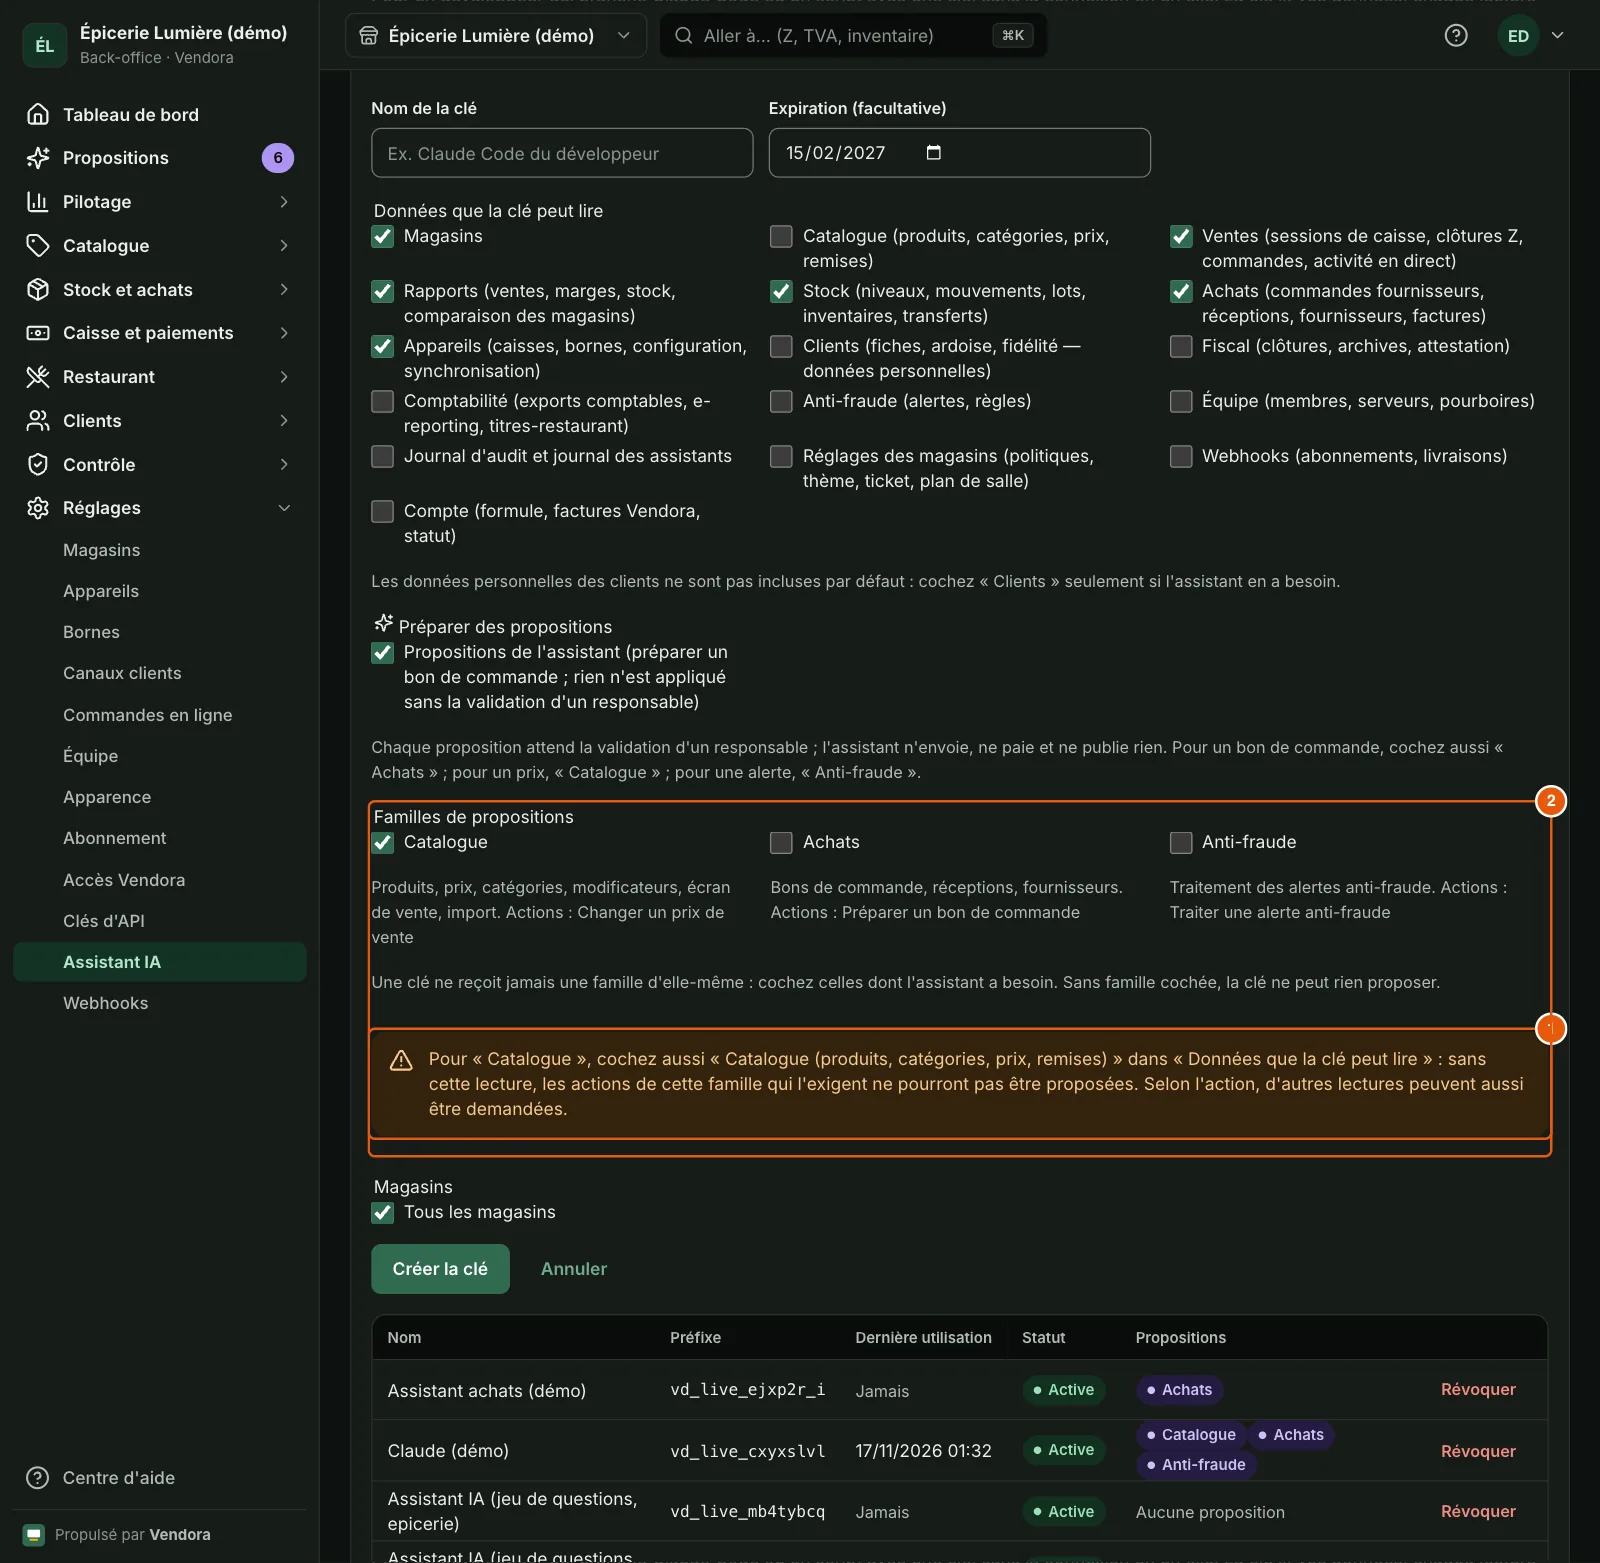 ÉL
Épicerie Lumière (démo)
Back-office · Vendora
Épicerie Lumière (démo)
Aller à... (Z, TVA, inventaire)
⌘K
ED
Tableau de bord
Propositions
6
Pilotage
Catalogue
Stock et achats
Caisse et paiements
Restaurant
Clients
Contrôle
Réglages
Magasins
Appareils
Bornes
Canaux clients
Commandes en ligne
Équipe
Apparence
Abonnement
Accès Vendora
Clés d'API
Assistant IA
Webhooks
Centre d'aide
Propulsé par Vendora
Nom de la clé
Expiration (facultative)
Ex. Claude Code du développeur
15/02/2027
Données que la clé peut lire
Magasins
Catalogue (produits, catégories, prix,
remises)
Ventes (sessions de caisse, clôtures Z,
commandes, activité en direct)
Rapports (ventes, marges, stock,
comparaison des magasins)
Stock (niveaux, mouvements, lots,
inventaires, transferts)
Achats (commandes fournisseurs,
réceptions, fournisseurs, factures)
Appareils (caisses, bornes, configuration,
synchronisation)
Clients (fiches, ardoise, fidélité —
données personnelles)
Fiscal (clôtures, archives, attestation)
Comptabilité (exports comptables, e-
reporting, titres-restaurant)
Anti-fraude (alertes, règles)
Équipe (membres, serveurs, pourboires)
Journal d'audit et journal des assistants
Réglages des magasins (politiques,
thème, ticket, plan de salle)
Webhooks (abonnements, livraisons)
Compte (formule, factures Vendora,
statut)
Les données personnelles des clients ne sont pas incluses par défaut : cochez « Clients » seulement si l'assistant en a besoin.
Préparer des propositions
Propositions de l'assistant (préparer un
bon de commande ; rien n'est appliqué
sans la validation d'un responsable)
Chaque proposition attend la validation d'un responsable ; l'assistant n'envoie, ne paie et ne publie rien. Pour un bon de commande, cochez aussi «
Achats » ; pour un prix, « Catalogue » ; pour une alerte, « Anti-fraude ».
2
Familles de propositions
Catalogue
Produits, prix, catégories, modificateurs, écran
de vente, import. Actions : Changer un prix de
vente
Achats
Bons de commande, réceptions, fournisseurs.
Actions : Préparer un bon de commande
Anti-fraude
Traitement des alertes anti-fraude. Actions :
Traiter une alerte anti-fraude
Une clé ne reçoit jamais une famille d'elle-même : cochez celles dont l'assistant a besoin. Sans famille cochée, la clé ne peut rien proposer.
1
Pour « Catalogue », cochez aussi « Catalogue (produits, catégories, prix, remises) » dans « Données que la clé peut lire » : sans
cette lecture, les actions de cette famille qui l'exigent ne pourront pas être proposées. Selon l'action, d'autres lectures peuvent aussi
être demandées.
Magasins
Tous les magasins
Créer la clé
Annuler
Nom
Préfixe
Dernière utilisation
Statut
Propositions
Assistant achats (démo)
vd_live_ejxp2r_i
Jamais
Active
Achats
Révoquer
Claude (démo)
vd_live_cxyxslvl
17/11/2026 01:32
Active
Catalogue
Achats
Anti-fraude
Révoquer
Assistant IA (jeu de questions,
epicerie)
vd_live_mb4tybcq
Jamais
Active
Aucune proposition
Révoquer
Assistant IA (jeu de questions,